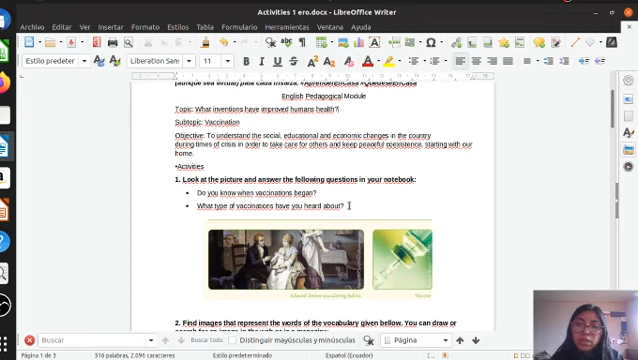 Activities 1 ero.docx - LibreOffice Writer
Archivo Editar Ver Insertar Formato Estilos Tabla Formulario Herramientas Ventana Ayuda
Estilo predeter Liberation Sans 11
English Pedagogical Module
Topic: What inventions have improved humans health?
Subtopic: Vaccination
Objective: To understand the social, educational and economic changes in the country
during times of crisis in order to take care for others and keep peaceful coexistence, starting with our
home.
•Activities
1. Look at the picture and answer the following questions in your notebook:
• Do you know when vaccinations began?
• What type of vaccinations have you heard about?
Edward Jenner inoculating babies. Vaccine
2. Find images that represent the words of the vocabulary given bellow. You can draw or
Buscar Buscar todo Distinguir mayúsculas y minúsculas Página
Página 1 de 3 316 palabras, 2.096 caracteres Estilo predeterminado Español (Ecuador)